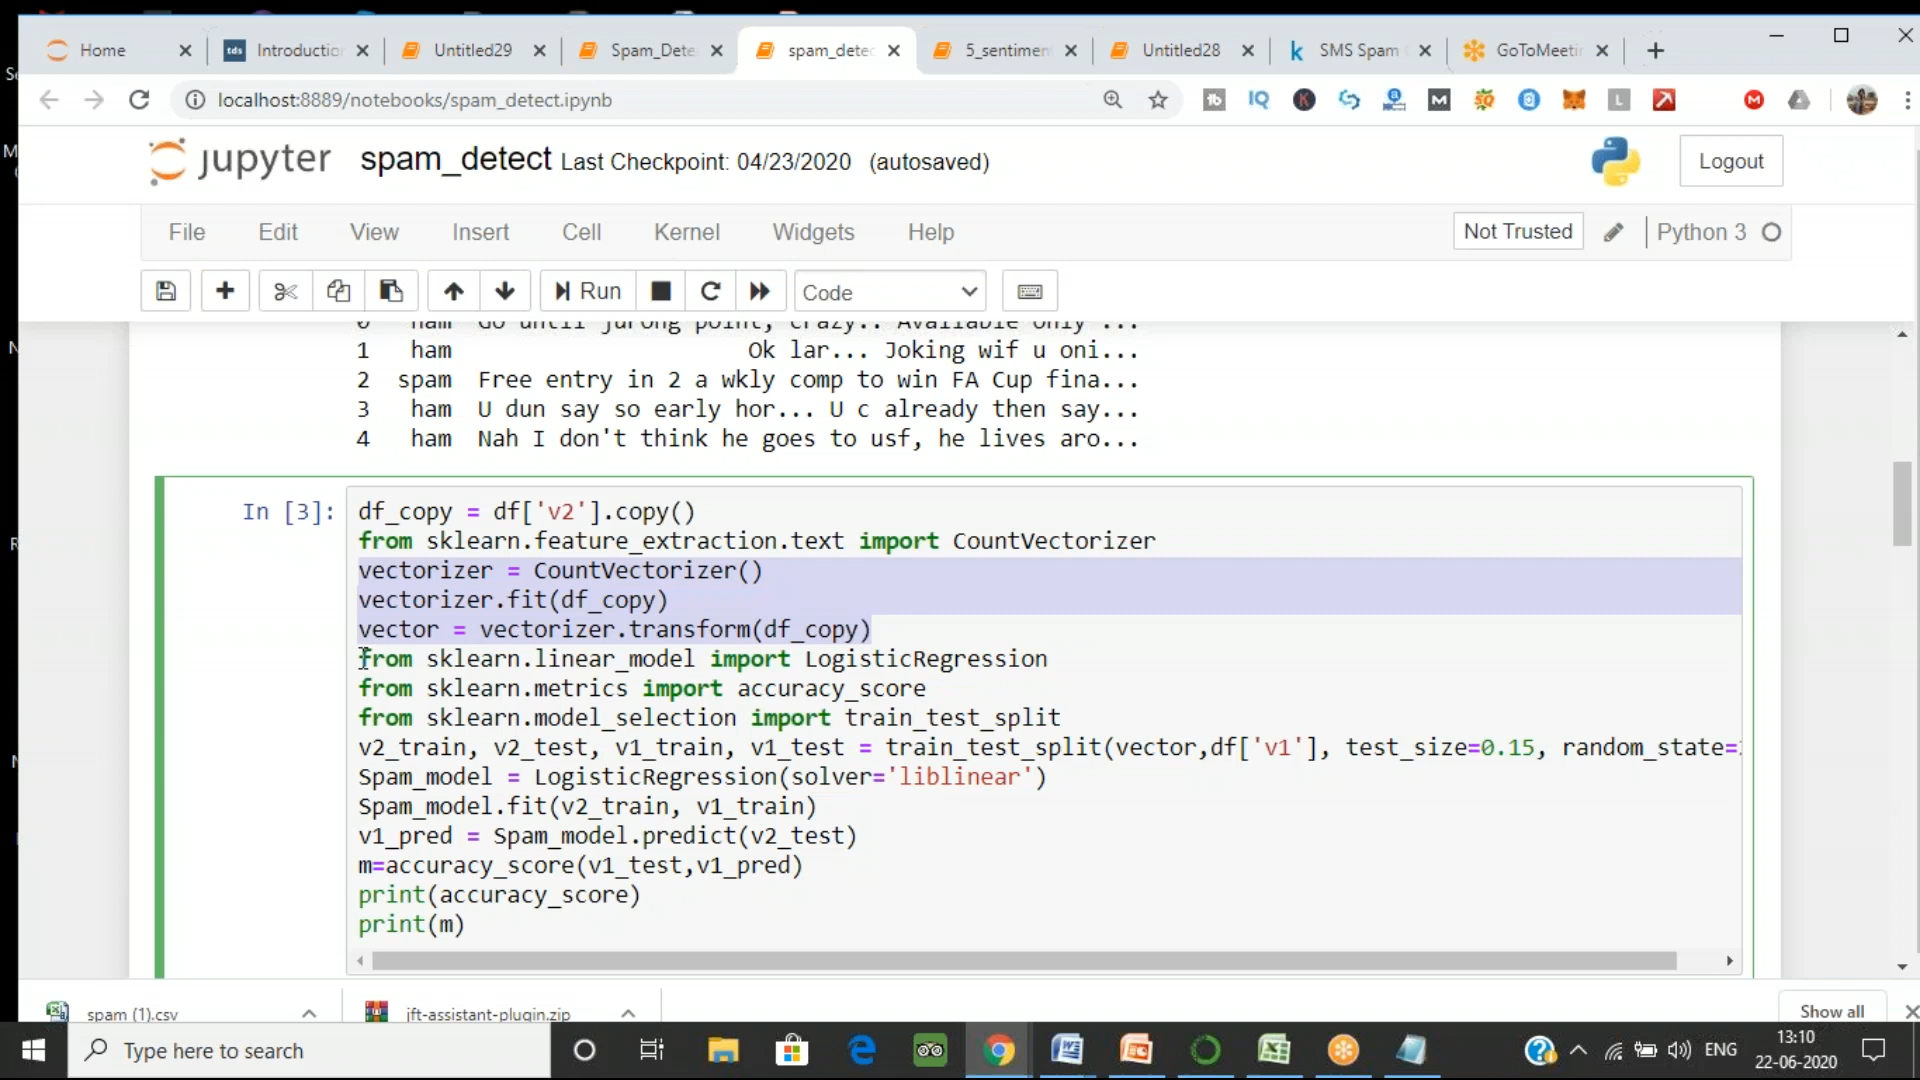 Home
tds Introductio
Untitled29
Spam_Dete
spam_detec
5_sentimen
Untitled28
k SMS Spam
GoToMeeti
localhost:8889/notebooks/spam_detect.ipynb
jupyter spam_detect Last Checkpoint: 04/23/2020 (autosaved)
Logout
File Edit View Insert Cell Kernel Widgets Help
Not Trusted
Python 3
Run
Code
0 ham Go until jurong point, crazy.. Available only ...
1 ham Ok lar... Joking wif u oni...
2 spam Free entry in 2 a wkly comp to win FA Cup fina...
3 ham U dun say so early hor... U c already then say...
4 ham Nah I don't think he goes to usf, he lives aro...
In [3]: df_copy = df['v2'].copy()
from sklearn.feature_extraction.text import CountVectorizer
vectorizer = CountVectorizer()
vectorizer.fit(df_copy)
vector = vectorizer.transform(df_copy)
from sklearn.linear_model import LogisticRegression
from sklearn.metrics import accuracy_score
from sklearn.model_selection import train_test_split
v2_train, v2_test, v1_train, v1_test = train_test_split(vector,df['v1'], test_size=0.15, random_state=
Spam_model = LogisticRegression(solver='liblinear')
Spam_model.fit(v2_train, v1_train)
v1_pred = Spam_model.predict(v2_test)
m=accuracy_score(v1_test,v1_pred)
print(accuracy_score)
print(m)
spam (1).csv
jft-assistant-plugin.zip
Show all
Type here to search
ENG
13:10
22-06-2020